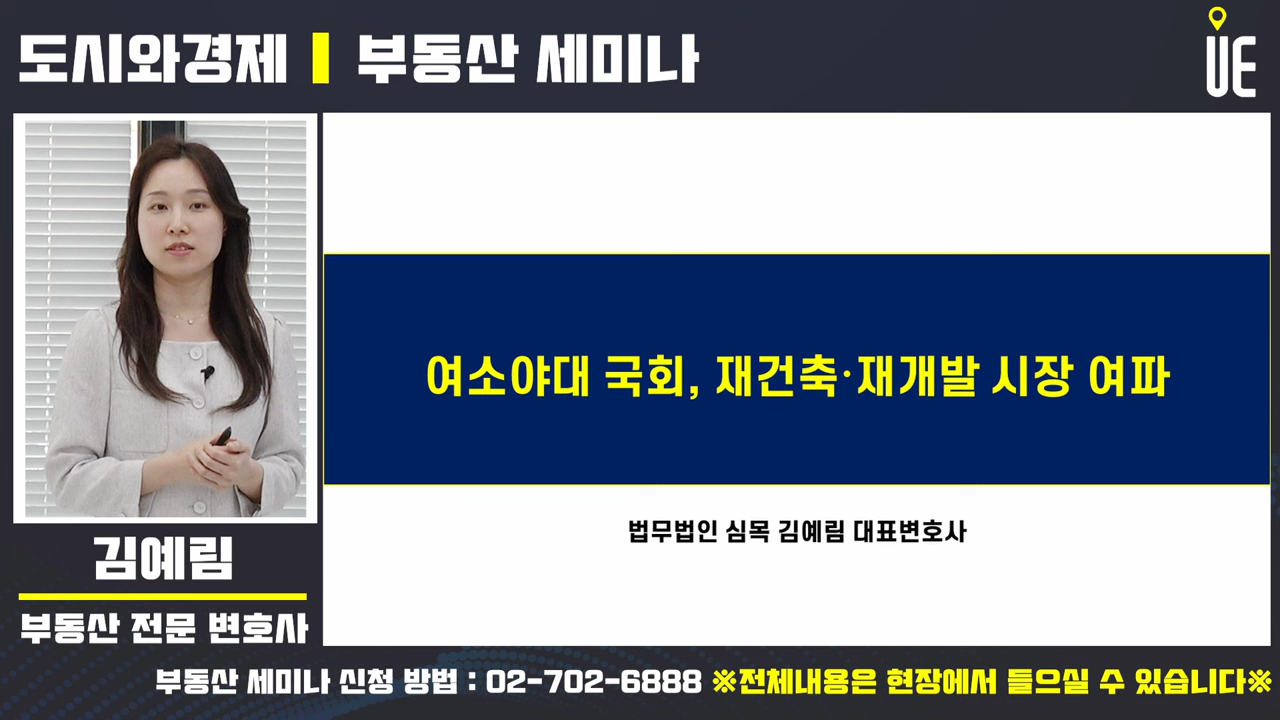 도시와경제 부동산 세미나
UE
여소야대 국회, 재건축·재개발 시장 여파
법무법인 심목 김예림 대표변호사
김예림
부동산 전문 변호사
부동산 세미나 신청 방법 : 02-702-6888 ※전체내용은 현장에서 들으실 수 있습니다※